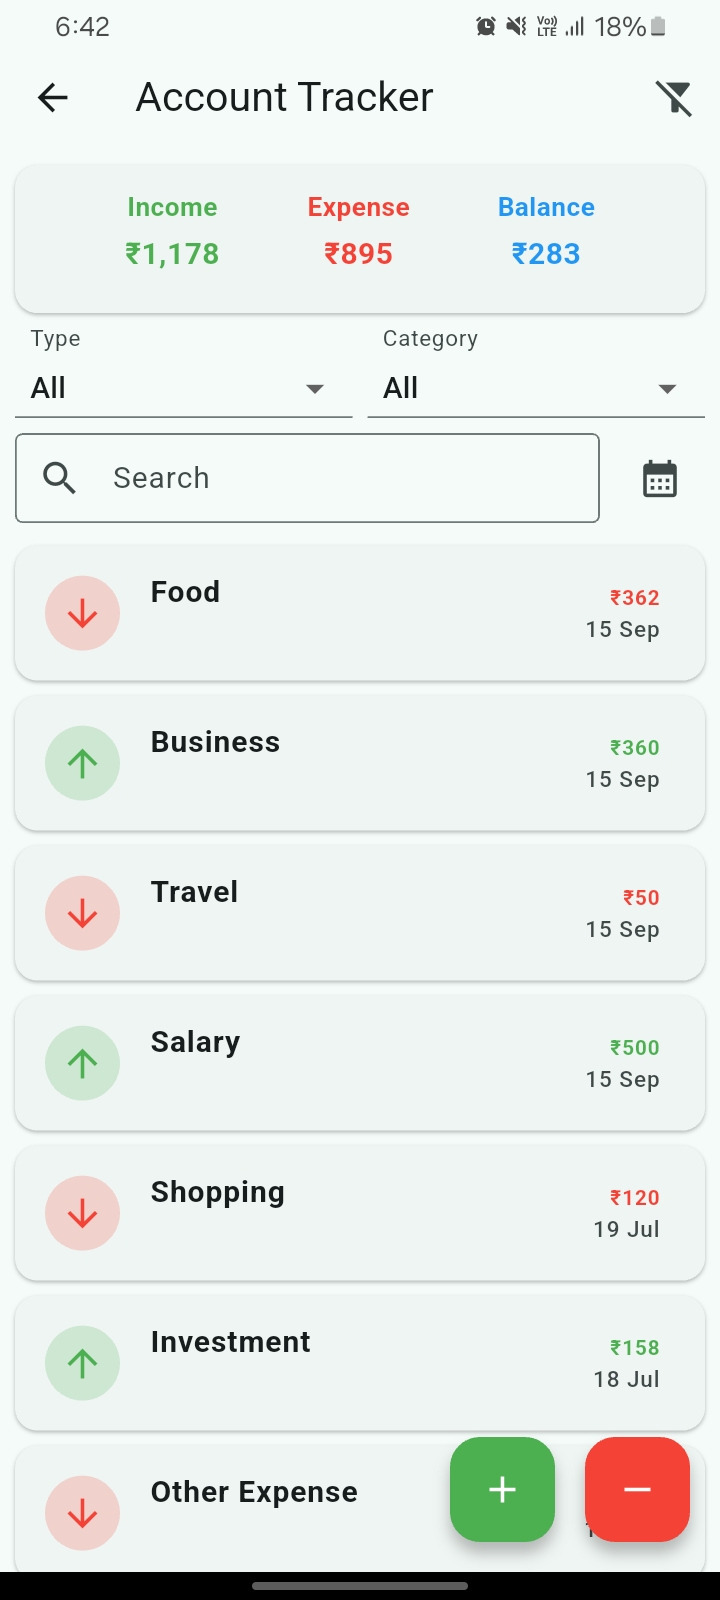 6:42
Vo)) LTE 18%
Account Tracker
Income Expense Balance
₹1,178 ₹895 ₹283
Type Category
All All
Search
Food
₹362
15 Sep
Business
₹360
15 Sep
Travel
₹50
15 Sep
Salary
₹500
15 Sep
Shopping
₹120
19 Jul
Investment
₹158
18 Jul
Other Expense
+ −